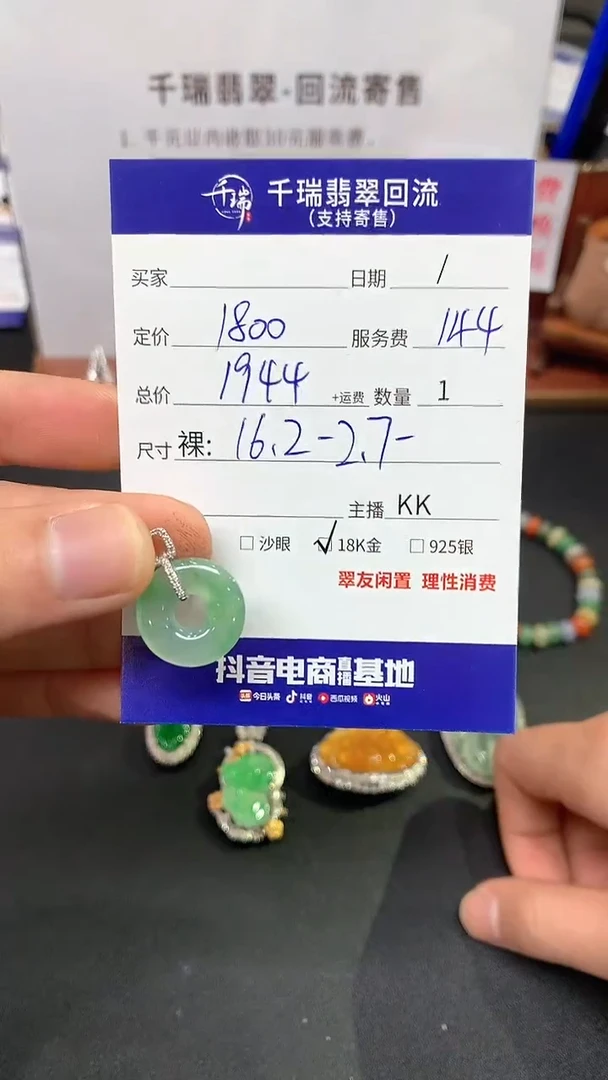 千瑞翡翠-回流寄售
千瑞
千瑞翡翠回流
(支持寄售)
买家 日期 /
定价 1800 服务费 144
总价 1944 +运费 数量 1
尺寸 裸: 16.2-2.7-
主播 KK
□ 沙眼 ☑ 18K金 □ 925银
翠友闲置 理性消费
抖音电商直播基地
头条 今日头条 抖音 西瓜视频 火山